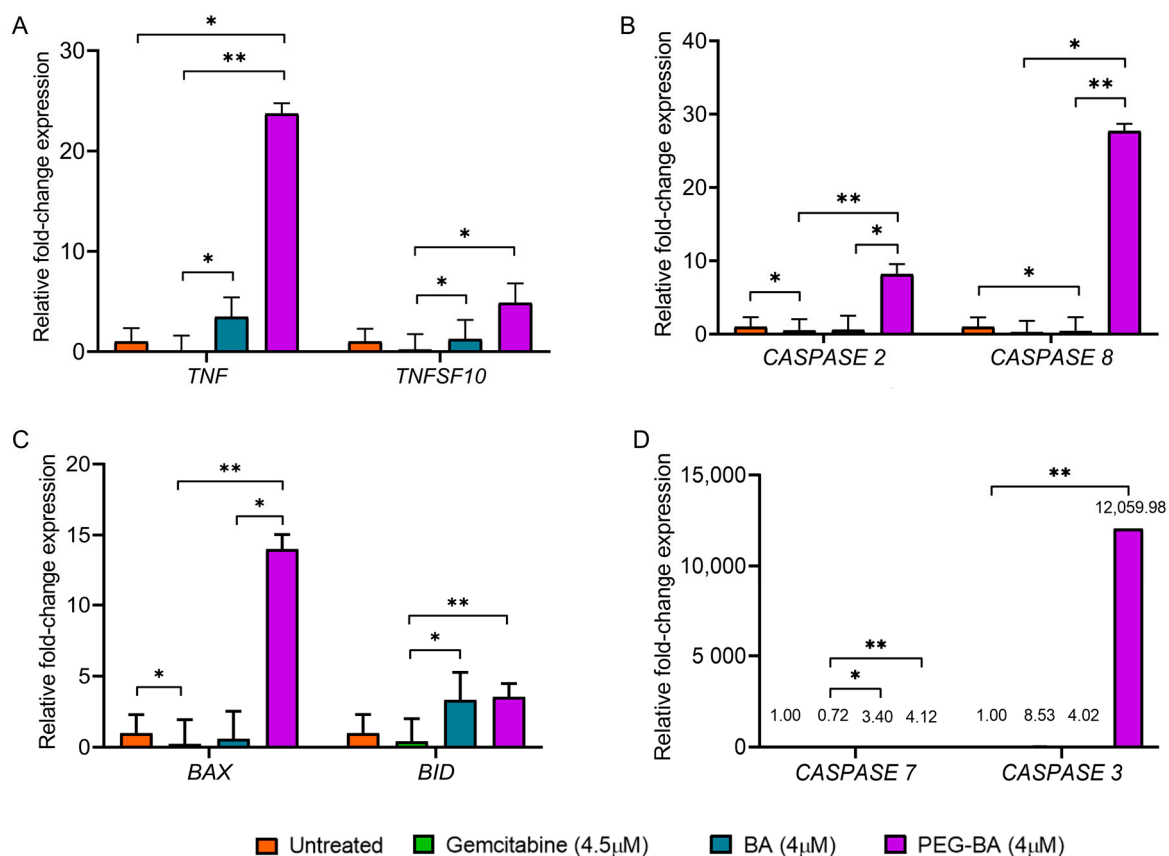 A
Relative fold-change expression
30
20
10
0
*
**
*
*
*
TNF
TNFSF10
B
Relative fold-change expression
40
30
20
10
0
*
**
**
*
*
*
CASPASE 2
CASPASE 8
C
Relative fold-change expression
20
15
10
5
0
**
*
*
**
*
BAX
BID
D
Relative fold-change expression
15,000
10,000
5 000
0
**
12,059.98
**
*
1.00 0.72 3.40 4.12 1.00 8.53 4.02
CASPASE 7
CASPASE 3
Untreated Gemcitabine (4.5µM) BA (4µM) PEG-BA (4µM)